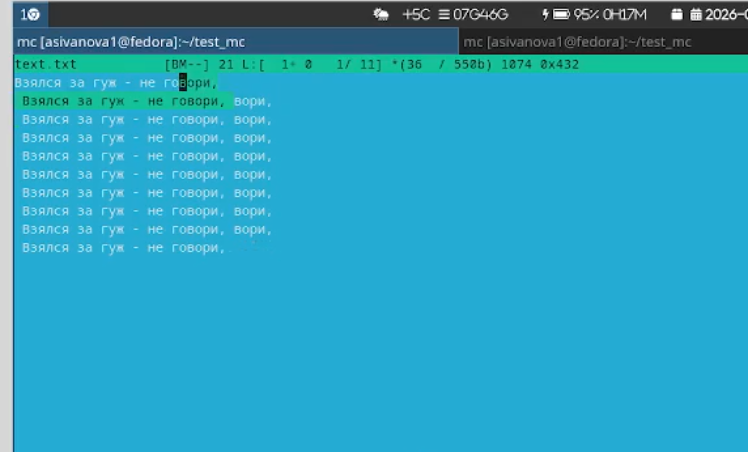 1
+5C 07G46G 95% 0H17M 2026-
mc [asivanova1@fedora]:~/test_mc mc [asivanova1@fedora]:~/test_mc
text.txt [BM--] 21 L:[ 1+ 0 1/ 11] *(36 / 550b) 1074 0x432
Взялся за гуж - не говори,
Взялся за гуж - не говори, вори,
Взялся за гуж - не говори, вори,
Взялся за гуж - не говори, вори,
Взялся за гуж - не говори, вори,
Взялся за гуж - не говори, вори,
Взялся за гуж - не говори, вори,
Взялся за гуж - не говори, вори,
Взялся за гуж - не говори, вори,
Взялся за гуж - не говори,